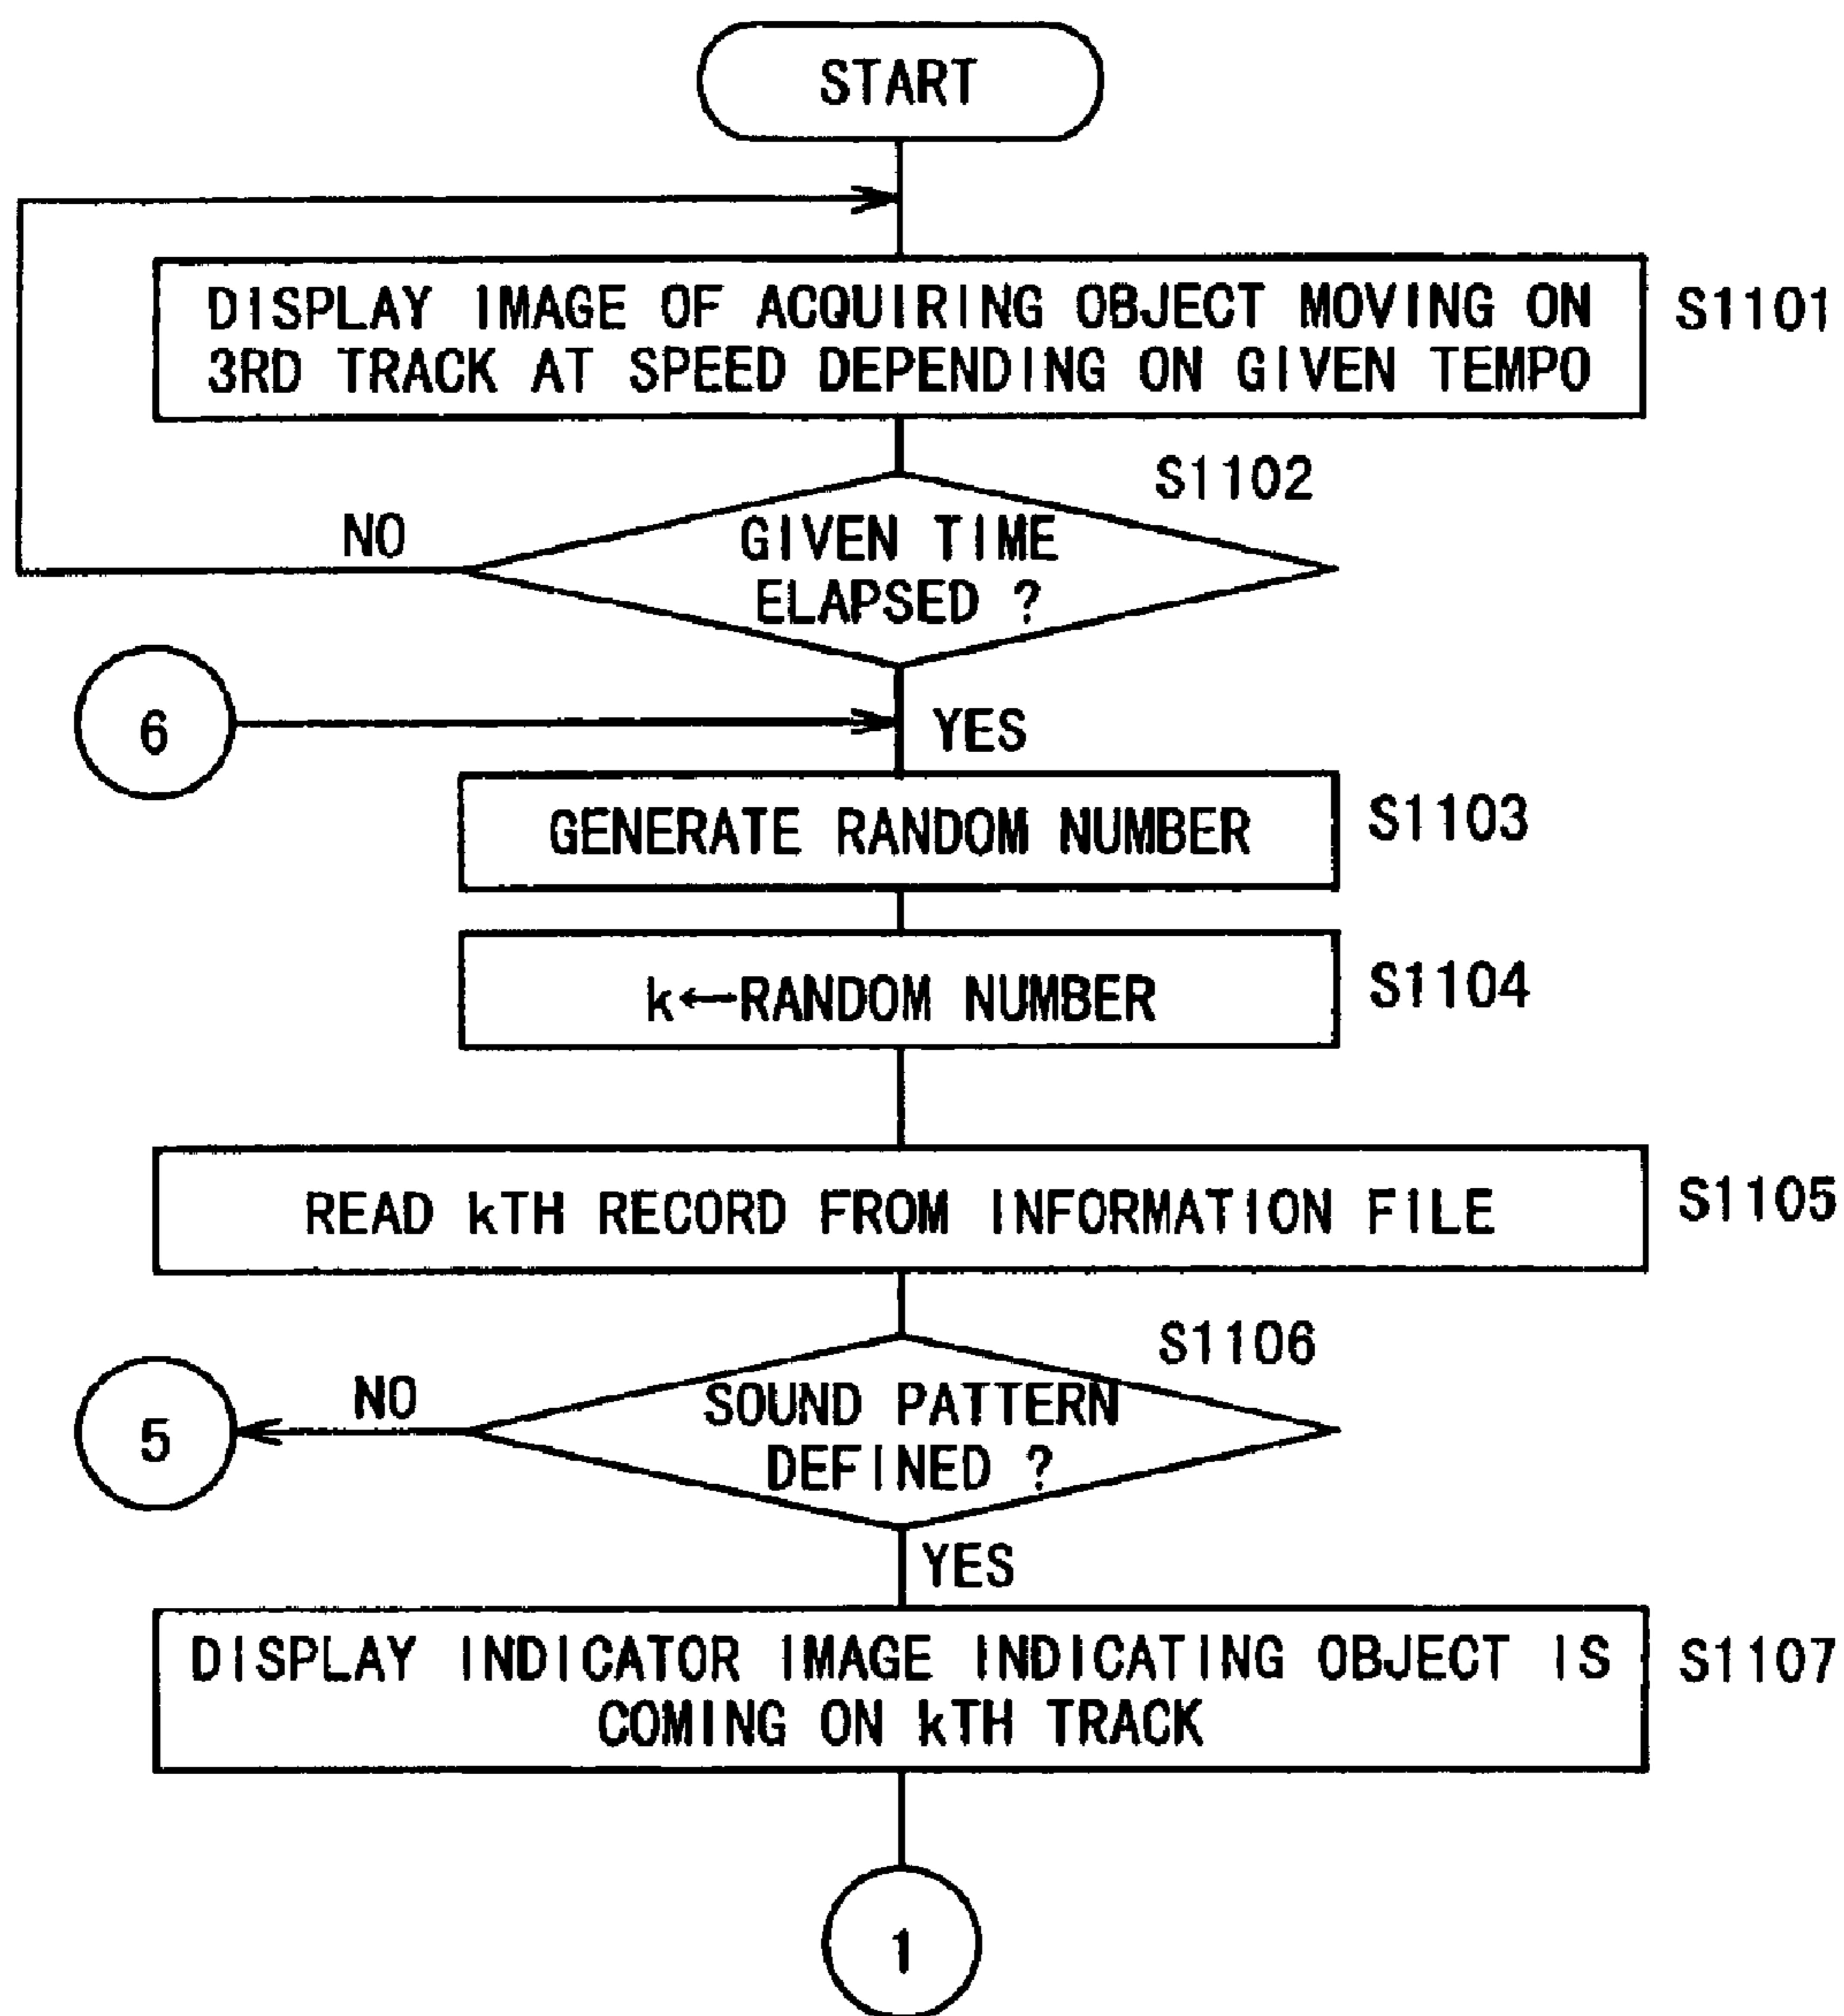 START
DISPLAY IMAGE OF ACQUIRING OBJECT MOVING ON
3RD TRACK AT SPEED DEPENDING ON GIVEN TEMPO
S1101
S1102
GIVEN TIME
ELAPSED ?
NO
6
YES
GENERATE RANDOM NUMBER
S1103
k←RANDOM NUMBER
S1104
READ kTH RECORD FROM INFORMATION FILE
S1105
S1106
SOUND PATTERN
DEFINED ?
NO
5
YES
DISPLAY INDICATOR IMAGE INDICATING OBJECT IS
COMING ON kTH TRACK
S1107
1